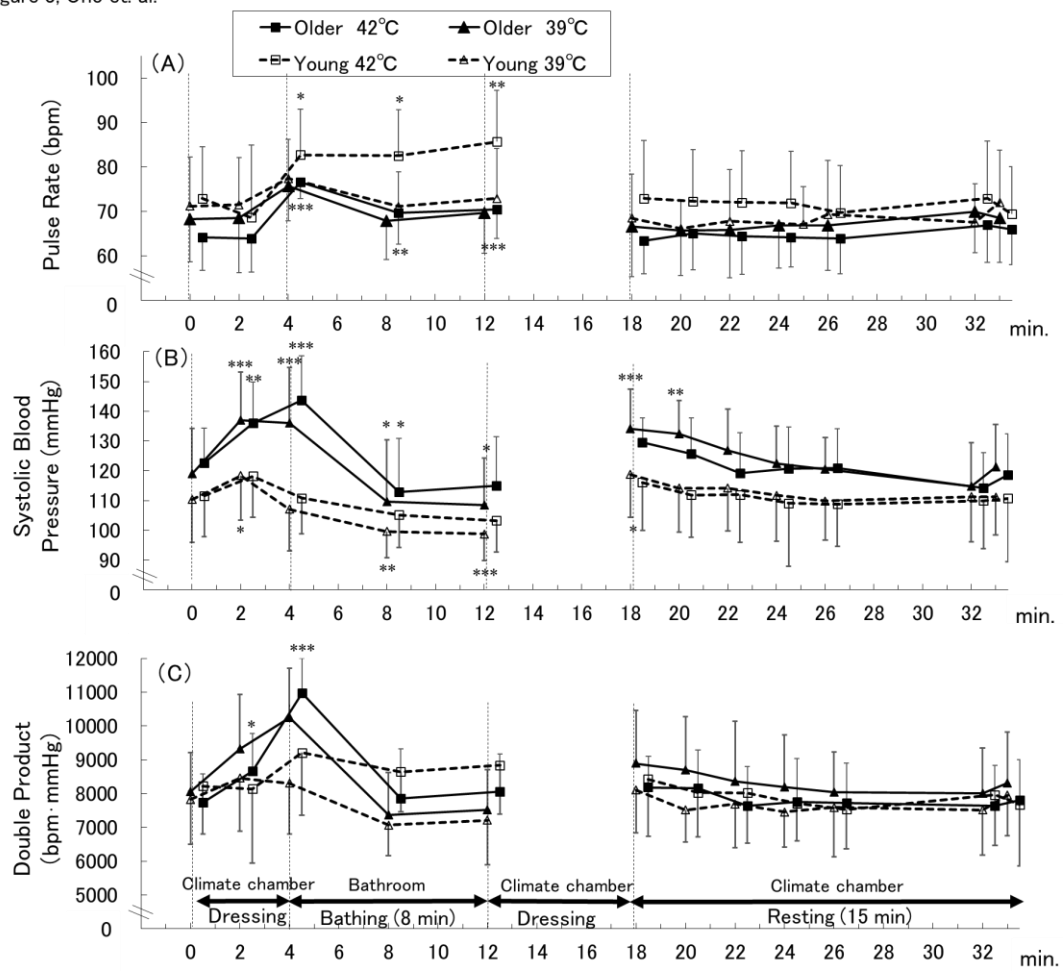 Older 42℃ Older 39℃
Young 42℃ Young 39℃
(A)
Pulse Rate (bpm)
100
90
80
70
60
0
* * **
*** ** ***
0 2 4 6 8 10 12 14 16 18 20 22 24 26 28 30 32 min.
(B)
Systolic Blood
Pressure (mmHg)
160
150
140
130
120
110
100
90
0
*** ** *** *** * * * *** **
* ** *** *
0 2 4 6 8 10 12 14 16 18 20 22 24 26 28 30 32 34 min.
(C)
Double Product
(bpm·mmHg)
12000
11000
10000
9000
8000
7000
6000
5000
0
* ***
Climate chamber Bathroom Climate chamber Climate chamber
Dressing Bathing (8 min) Dressing Resting (15 min)
0 2 4 6 8 10 12 14 16 18 20 22 24 26 28 30 32 min.